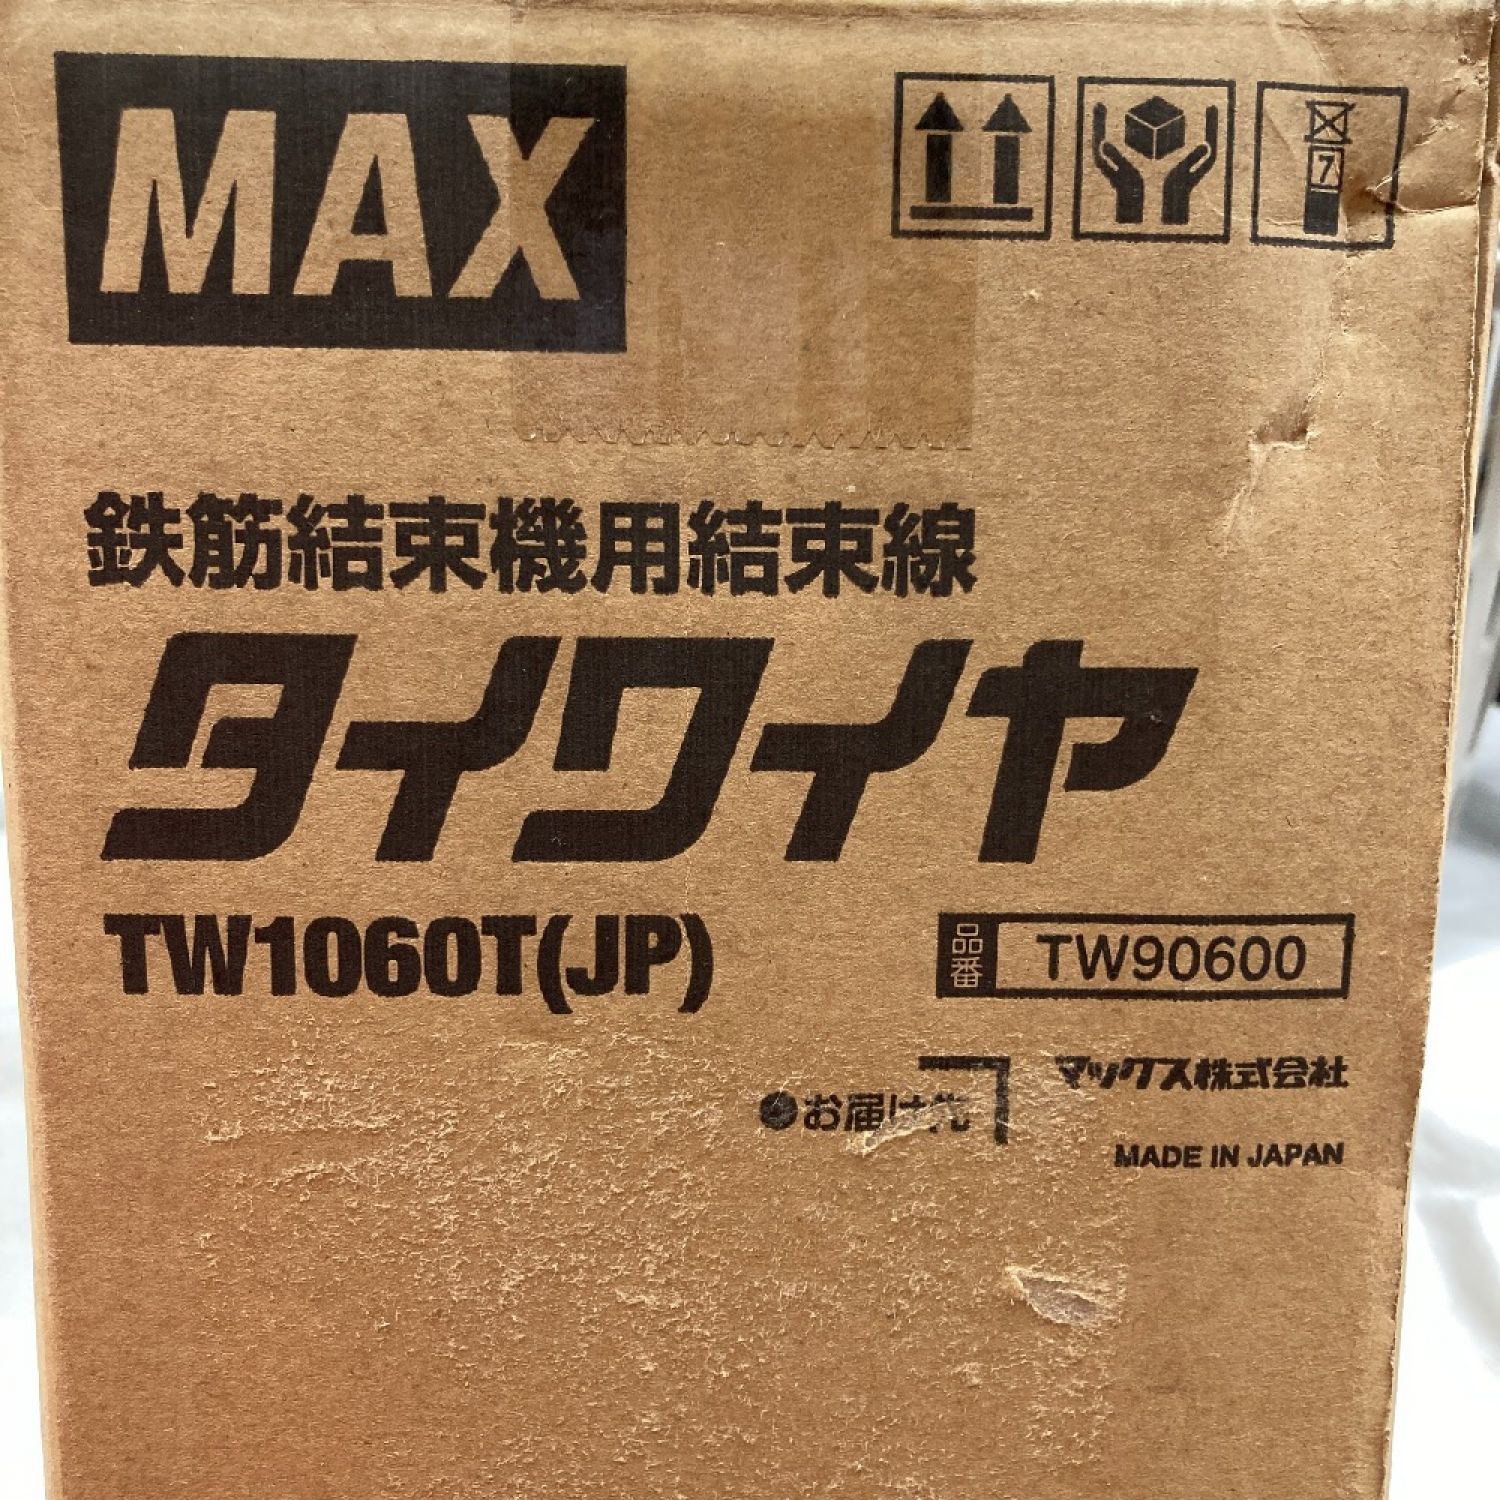 MAX
7
鉄筋結束機用結束線
タイワイヤ
TW1060T(JP)
品番 TW90600
●お届け先
マックス株式会社
MADE IN JAPAN